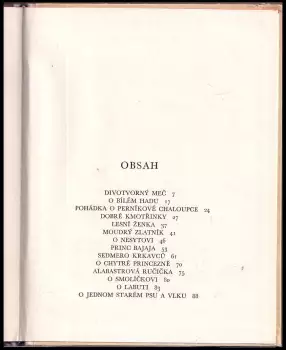 OBSAH
DIVOTVORNÝ MEČ 7
O BÍLÉM HADU 17
POHÁDKA O PERNÍKOVÉ CHALOUPCE 24
DOBRÉ KMOTŘINKY 27
LESNÍ ŽENKA 37
MOUDRÝ ZLATNÍK 41
O NESYTOVI 46
PRINC BAJAJA 53
SEDMERO KRKAVCŮ 61
O CHYTRÉ PRINCEZNĚ 70
ALABASTROVÁ RUČIČKA 75
O SMOLÍČKOVI 80
O LABUTI 83
O JEDNOM STARÉM PSU A VLKU 88